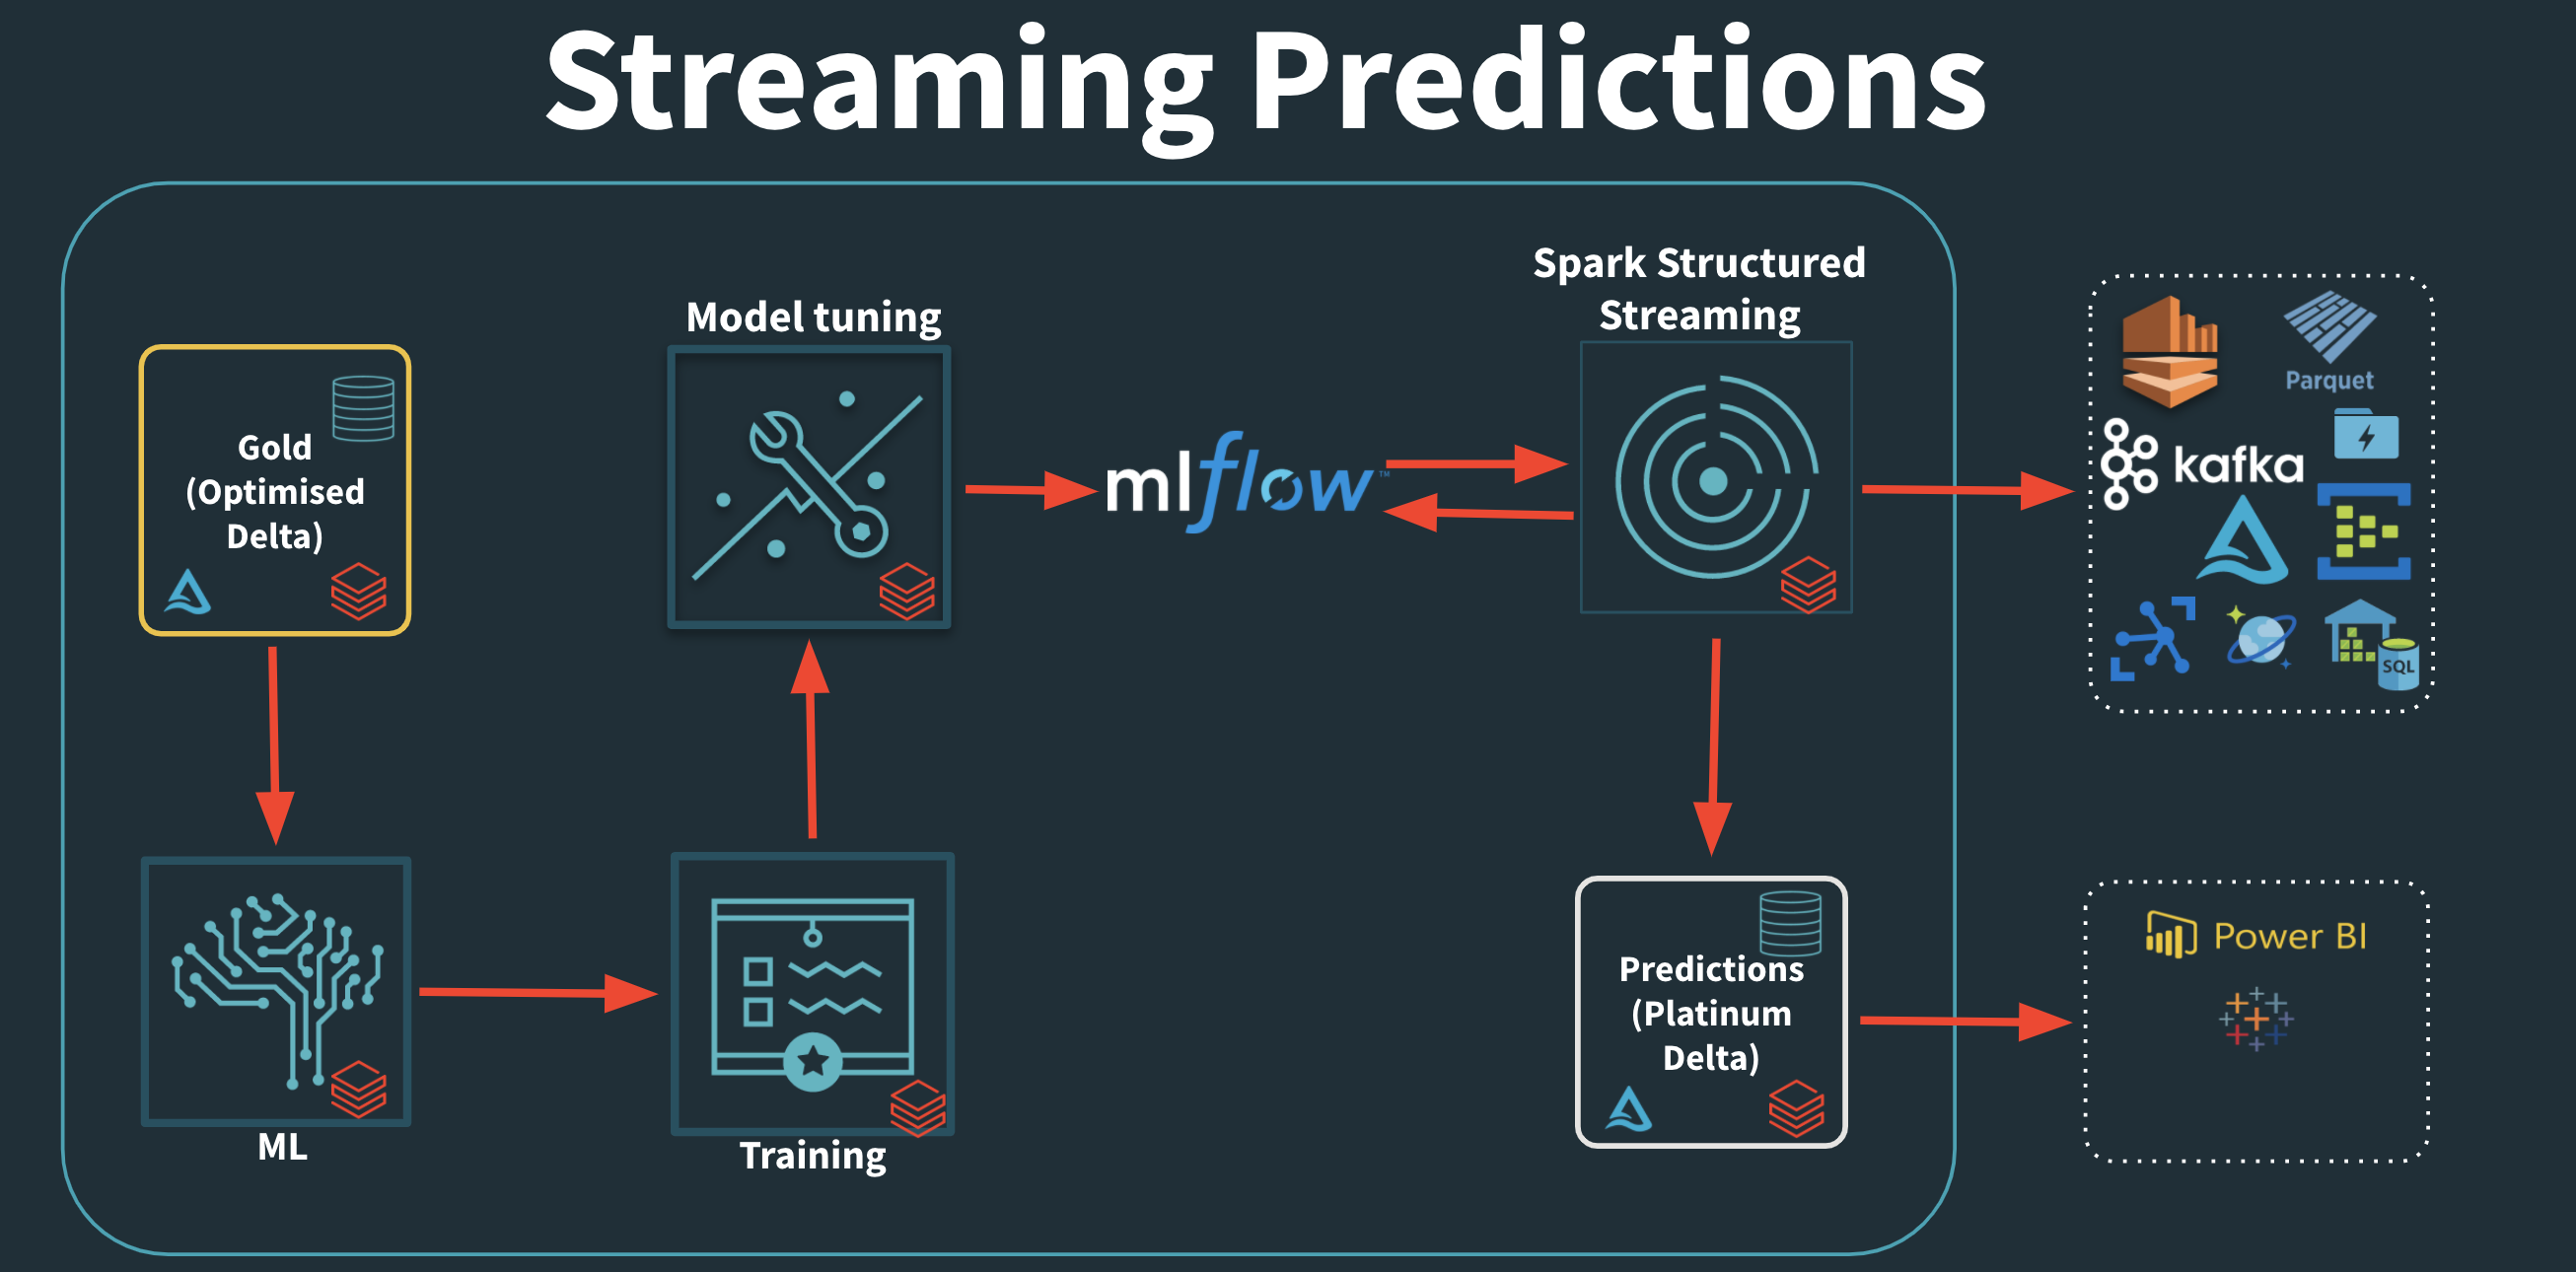 Streaming Predictions
Spark Structured
Streaming
Model tuning
Gold
(Optimised
Delta)
mlflow™
Parquet
kafka
SQL
ML
Training
Predictions
(Platinum
Delta)
Power BI